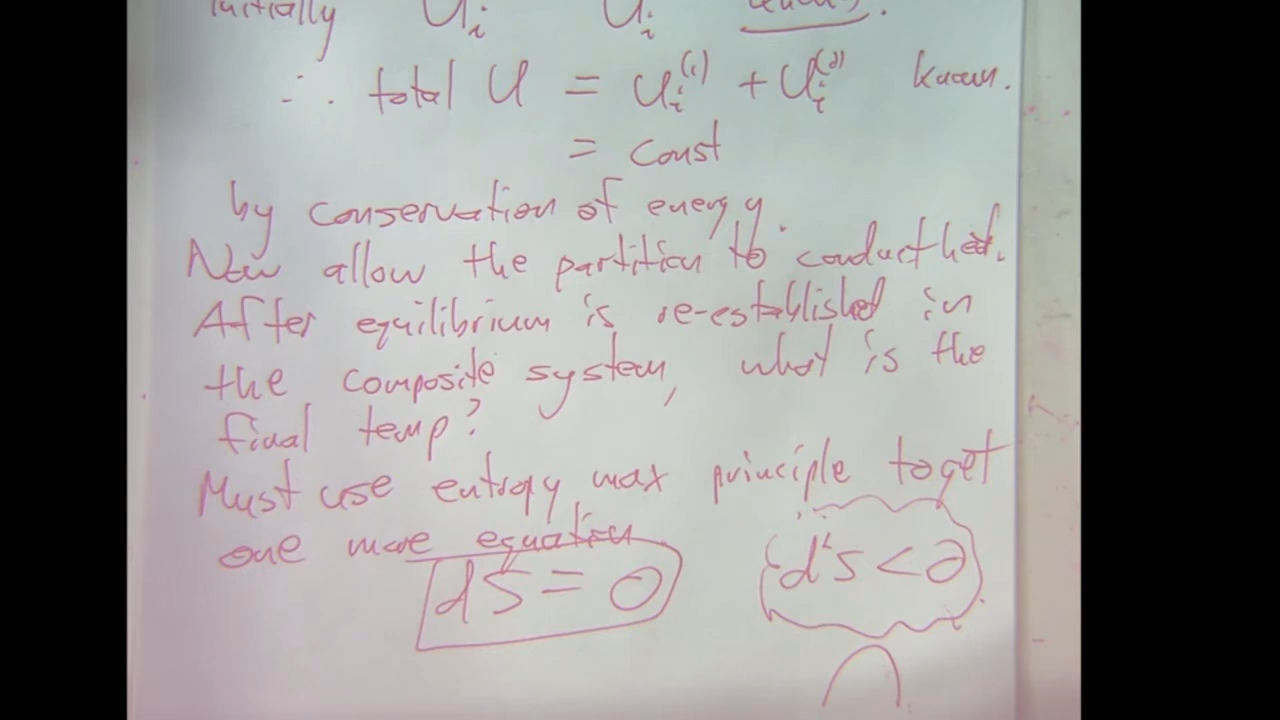 initially U_i U_i
∴ total U = U_i^(1) + U_i^(2) known.
= const
by conservation of energy.
Now allow the partition to conduct heat.
After equilibrium is re-established in
the composite system, what is the
final temp?
Must use entropy max principle to get
one more equation
dS = 0 d²S < 0